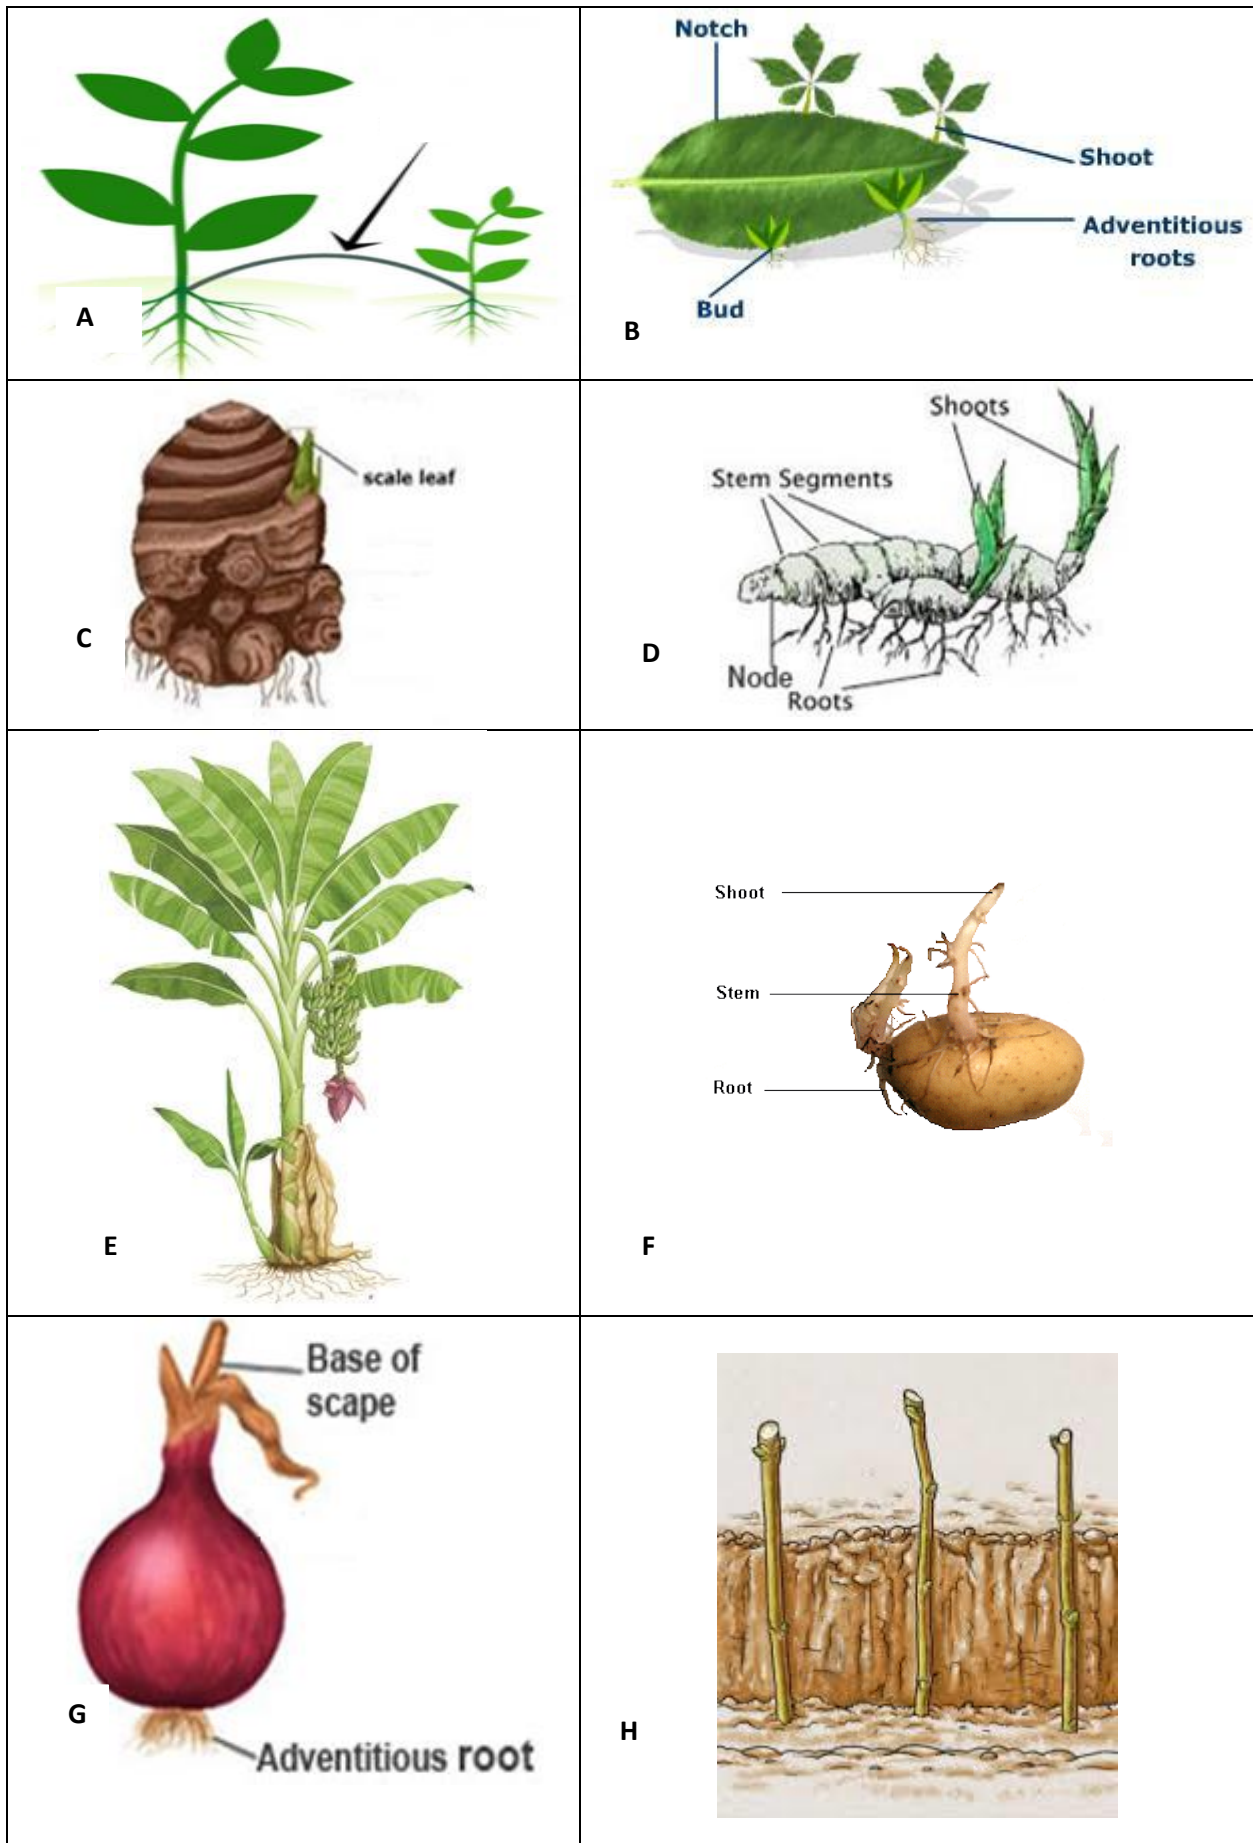 A
Notch
Shoot
Adventitious
roots
Bud
B
scale leaf
C
Shoots
Stem Segments
Node
Roots
D
E
Shoot
Stem
Root
F
Base of
scape
Adventitious root
G
H